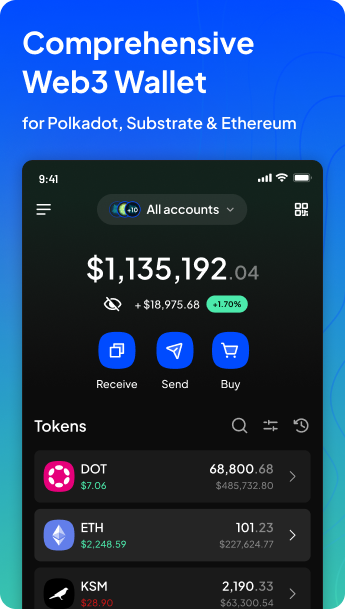 Comprehensive
Web3 Wallet
for Polkadot, Substrate & Ethereum
9:41
+10 All accounts
$1,135,192.04
+ $18,975.68 +1.70%
Receive Send Buy
Tokens
DOT 68,800.68
$7.06 $485,732.80
ETH 101.23
$2,248.59 $227,624.77
KSM 2,190.33
$28.90 $63,300.54